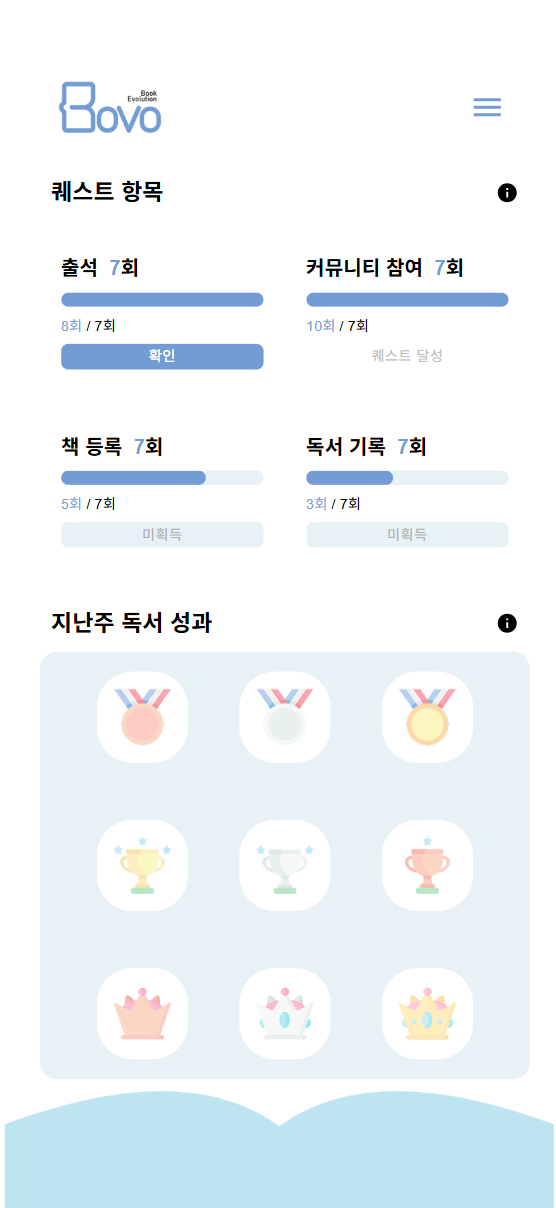 Book
Evolution
Bovo
퀘스트 항목
출석 7회
커뮤니티 참여 7회
8회 / 7회
10회 / 7회
확인
퀘스트 달성
책 등록 7회
독서 기록 7회
5회 / 7회
3회 / 7회
미획득
미획득
지난주 독서 성과